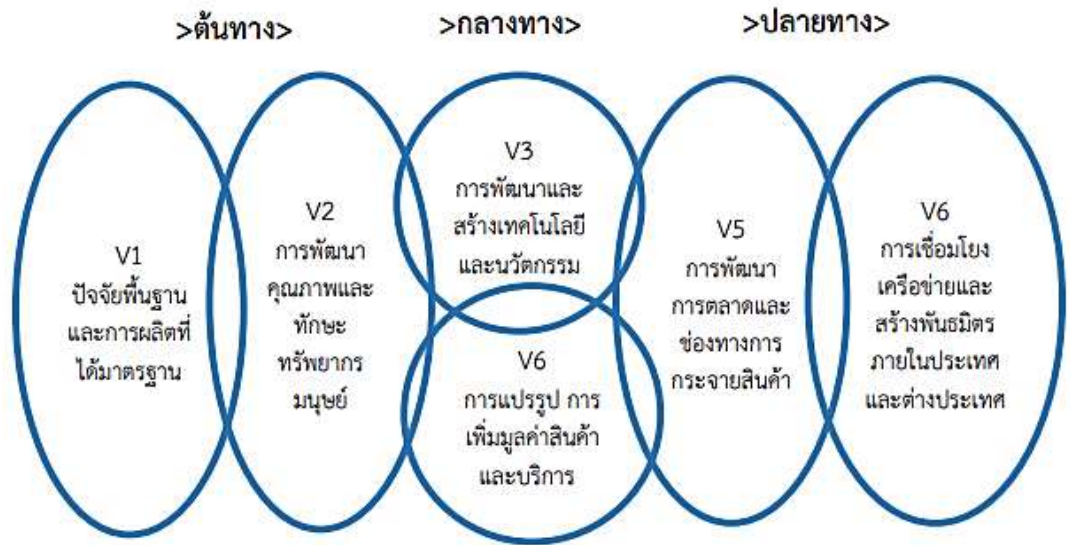 >ต้นทาง>
>กลางทาง>
>ปลายทาง>
V1
ปัจจัยพื้นฐาน
และการผลิตที่
ได้มาตรฐาน
V2
การพัฒนา
คุณภาพและ
ทักษะ
ทรัพยากร
มนุษย์
V3
การพัฒนาและ
สร้างเทคโนโลยี
และนวัตกรรม
V6
การแปรรูป การ
เพิ่มมูลค่าสินค้า
และบริการ
V5
การพัฒนา
การตลาดและ
ช่องทางการ
กระจายสินค้า
V6
การเชื่อมโยง
เครือข่ายและ
สร้างพันธมิตร
ภายในประเทศ
และต่างประเทศ